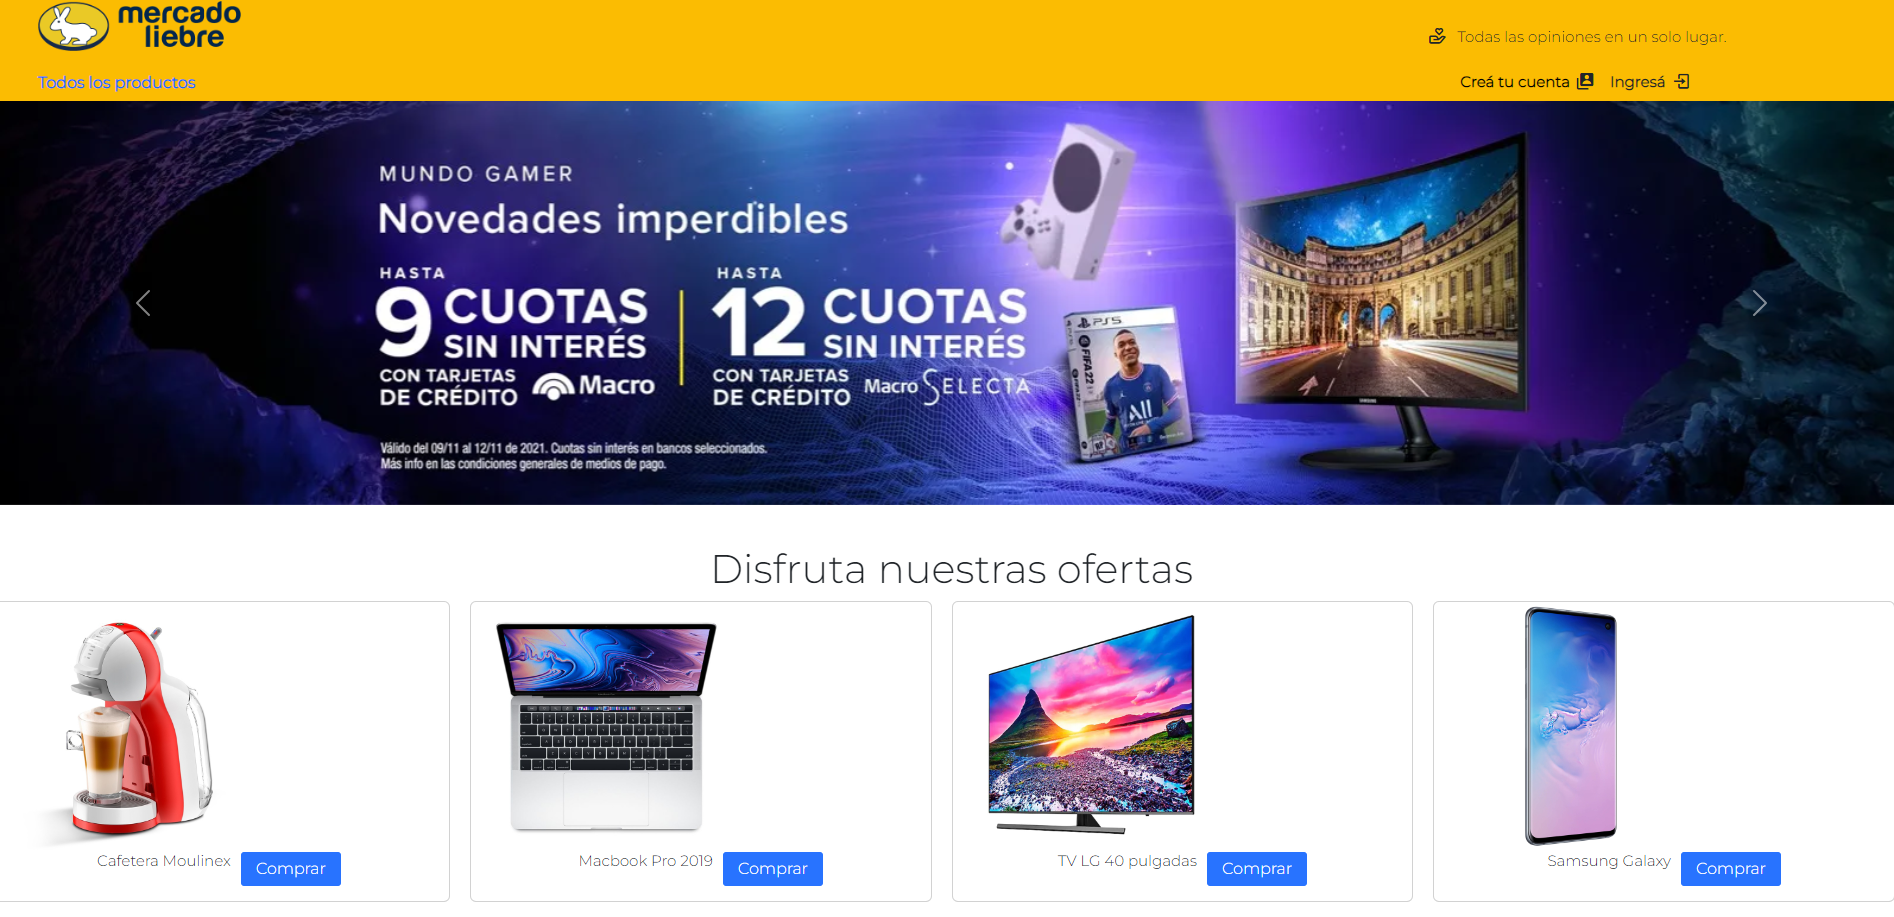 mercado
liebre
Todas las opiniones en un solo lugar.
Todos los productos
Creá tu cuenta
Ingresá
MUNDO GAMER
Novedades imperdibles
HASTA
9 CUOTAS
SIN INTERÉS
CON TARJETAS
DE CRÉDITO
Macro
HASTA
12 CUOTAS
SIN INTERÉS
CON TARJETAS
DE CRÉDITO
Macro SELECTA
Válido del 09/11 al 12/11 de 2021. Cuotas sin interés en bancos seleccionados.
Más info en las condiciones generales de medios de pago.
PS5
FIFA 22
SAMSUNG
Disfruta nuestras ofertas
Cafetera Moulinex
Comprar
Macbook Pro 2019
Comprar
TV LG 40 pulgadas
Comprar
Samsung Galaxy
Comprar